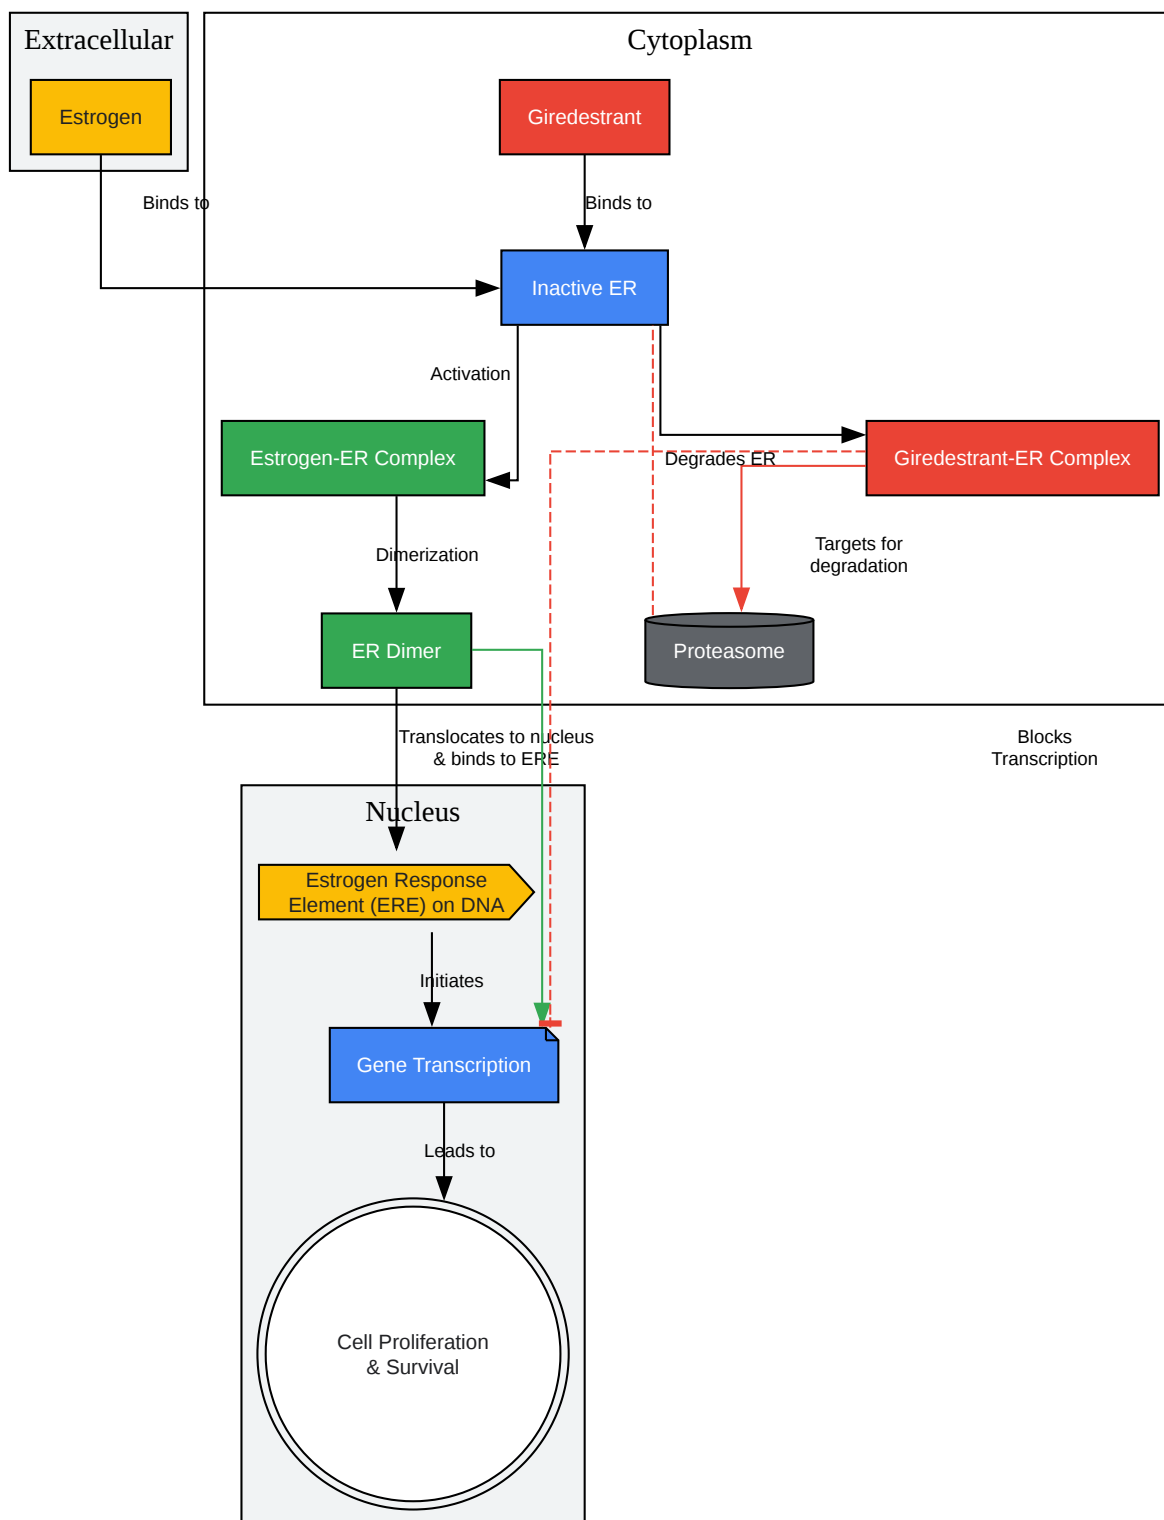 Extracellular
Cytoplasm
Estrogen
Giredestrant
Binds to
Binds to
Inactive ER
Activation
Estrogen-ER Complex
Degrades ER
Giredestrant-ER Complex
Dimerization
Targets for
degradation
ER Dimer
Proteasome
Translocates to nucleus
& binds to ERE
Blocks
Transcription
Nucleus
Estrogen Response
Element (ERE) on DNA
Initiates
Gene Transcription
Leads to
Cell Proliferation
& Survival